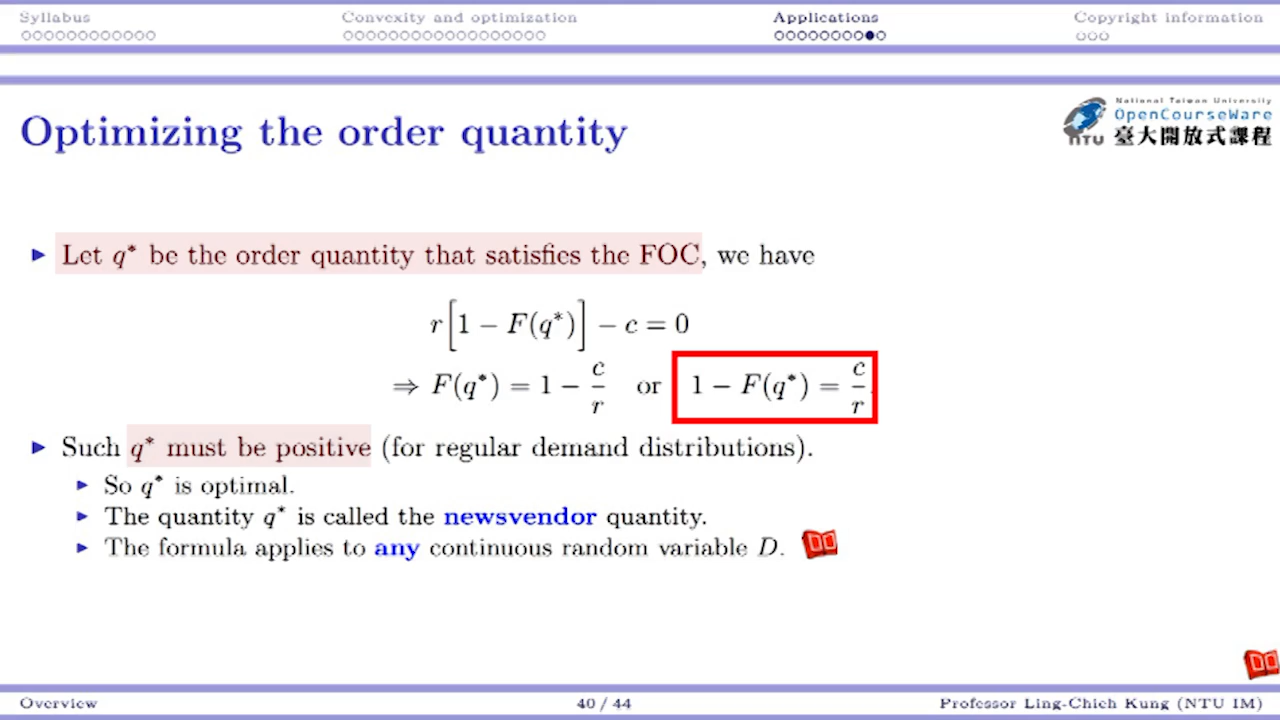 Syllabus Convexity and optimization Applications Copyright information
Optimizing the order quantity
National Taiwan University
OpenCourseWare
NTU 臺大開放式課程
Let q* be the order quantity that satisfies the FOC, we have
r[1 − F(q*)] − c = 0
⇒ F(q*) = 1 − c/r or 1 − F(q*) = c/r
Such q* must be positive (for regular demand distributions).
So q* is optimal.
The quantity q* is called the newsvendor quantity.
The formula applies to any continuous random variable D.
Overview 40 / 44 Professor Ling-Chieh Kung (NTU IM)